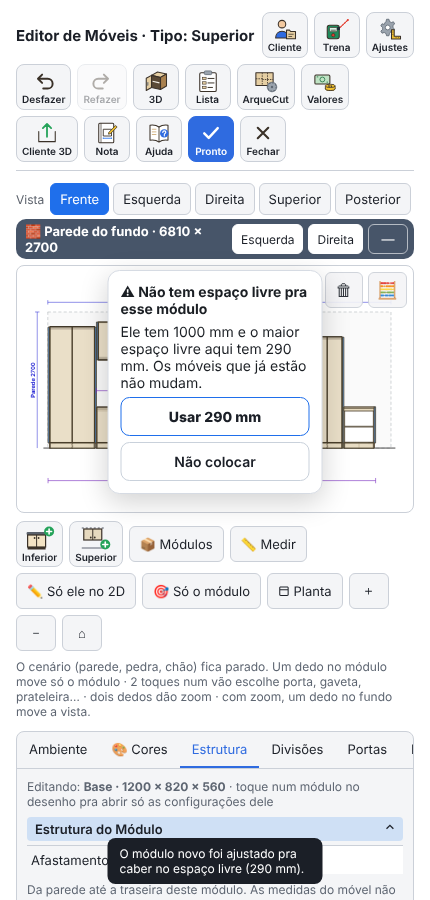 Editor de Móveis · Tipo: Superior
Cliente
Trena
Ajustes
Desfazer
Refazer
3D
Lista
ArqueCut
Valores
Cliente 3D
Nota
Ajuda
Pronto
Fechar
Vista
Frente
Esquerda
Direita
Superior
Posterior
🧱 Parede do fundo · 6810 ×
2700
Esquerda
Direita
—
⚠ Não tem espaço livre pra
esse módulo
Ele tem 1000 mm e o maior
espaço livre aqui tem 290
mm. Os móveis que já estão
não mudam.
Usar 290 mm
Não colocar
Parede 2700
Inferior
Superior
📦 Módulos
📏 Medir
✏️ Só ele no 2D
🎯 Só o módulo
Planta
+
−
⌂
O cenário (parede, pedra, chão) fica parado. Um dedo no módulo
move só o módulo · 2 toques num vão escolhe porta, gaveta,
prateleira... · dois dedos dão zoom · com zoom, um dedo no fundo
move a vista.
Ambiente
🎨 Cores
Estrutura
Divisões
Portas
Editando: Base · 1200 × 820 × 560 · toque num módulo no
desenho pra abrir só as configurações dele
Estrutura do Módulo
Afastamento
O módulo novo foi ajustado pra
caber no espaço livre (290 mm).
Da parede até a traseira deste módulo. As medidas do móvel não